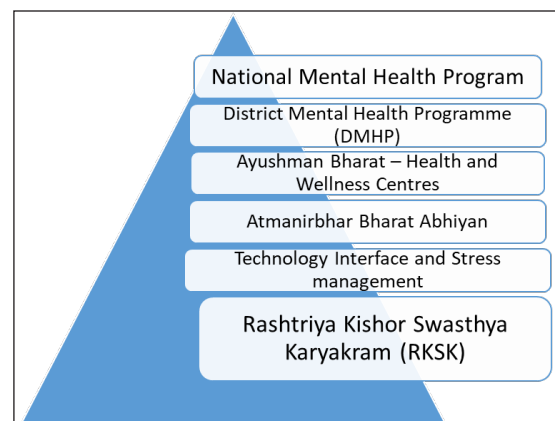 National Mental Health Program
District Mental Health Programme
(DMHP)
Ayushman Bharat – Health and
Wellness Centres
Atmanirbhar Bharat Abhiyan
Technology Interface and Stress
management
Rashtriya Kishor Swasthya
Karyakram (RKSK)